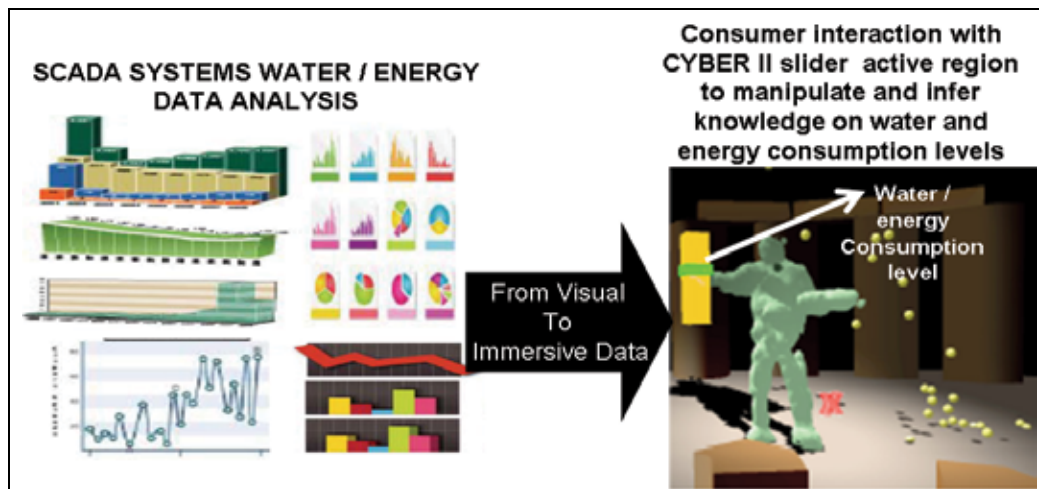 SCADA SYSTEMS WATER / ENERGY
DATA ANALYSIS
From Visual
To
Immersive Data
Consumer interaction with
CYBER II slider active region
to manipulate and infer
knowledge on water and
energy consumption levels
Water /
energy
Consumption
level